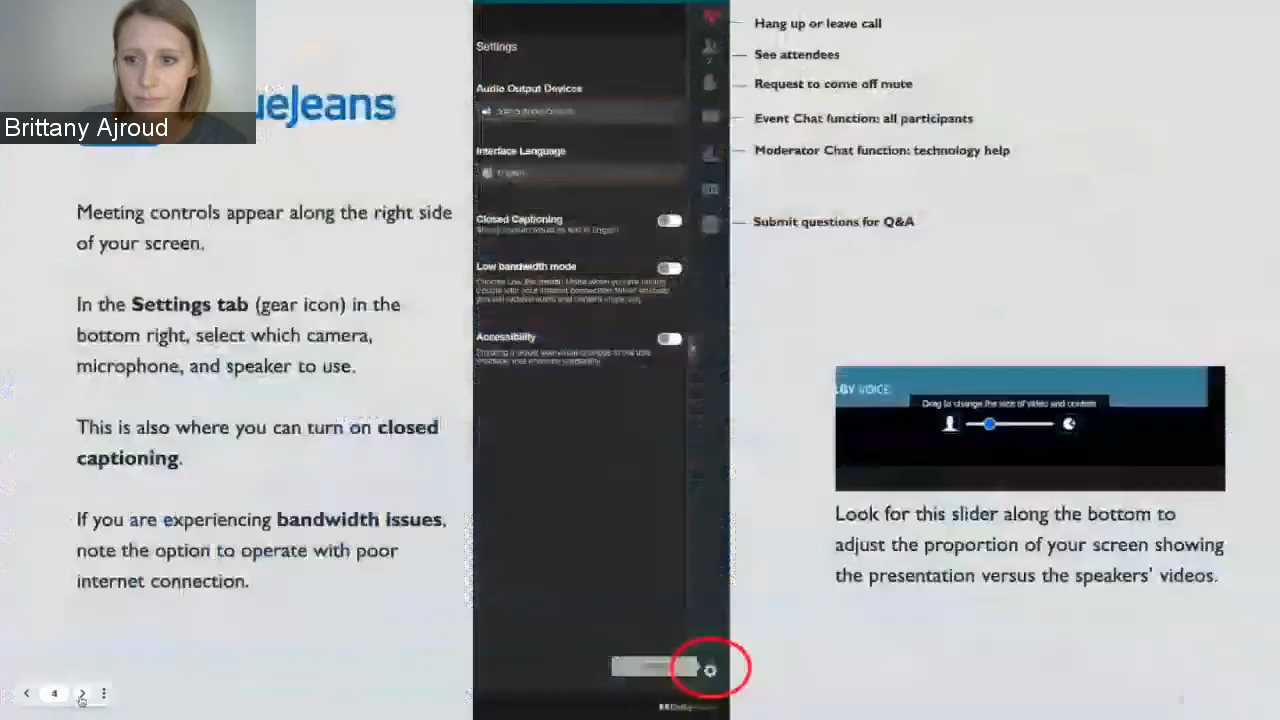 Brittany Ajroud
ueJeans
Meeting controls appear along the right side
of your screen.
In the Settings tab (gear icon) in the
bottom right, select which camera,
microphone, and speaker to use.
This is also where you can turn on closed
captioning.
If you are experiencing bandwidth issues,
note the option to operate with poor
internet connection.
4
Settings
Audio Output Devices
Interface Language
English
Closed Captioning
Low bandwidth mode
Accessibility
Hang up or leave call
See attendees
Request to come off mute
Event Chat function: all participants
Moderator Chat function: technology help
Submit questions for Q&A
LBY VOICE
Drag to change the size of video and content
Look for this slider along the bottom to
adjust the proportion of your screen showing
the presentation versus the speakers' videos.